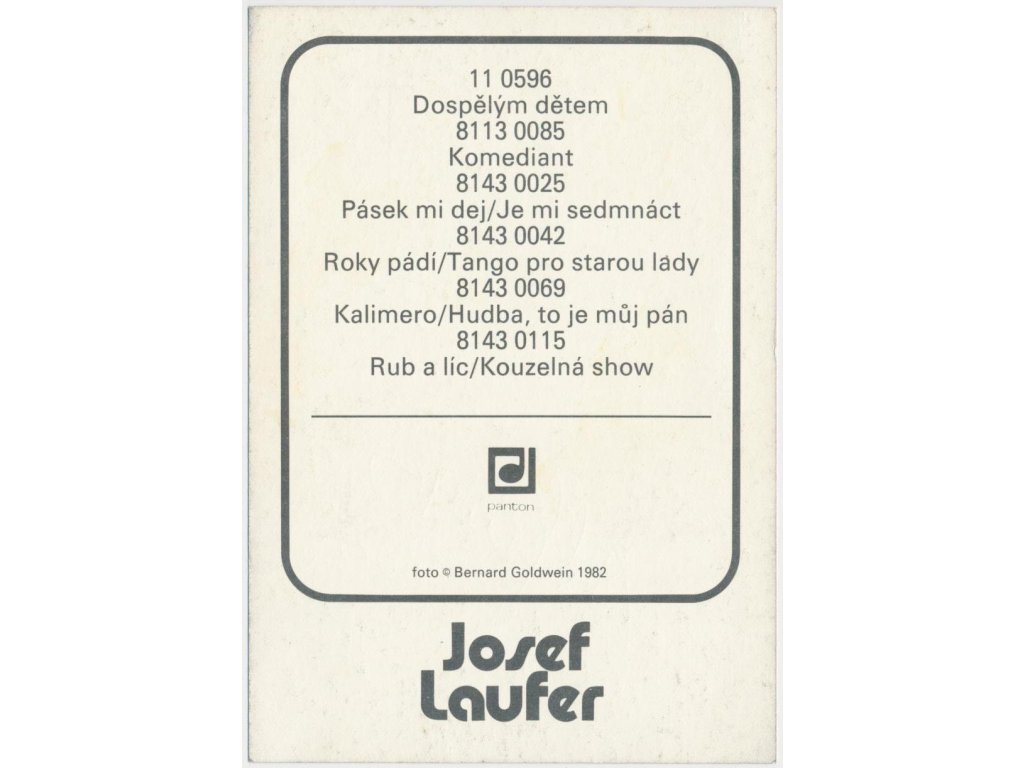 11 0596
Dospělým dětem
8113 0085
Komediant
8143 0025
Pásek mi dej/Je mi sedmnáct
8143 0042
Roky pádí/Tango pro starou lady
8143 0069
Kalimero/Hudba, to je můj pán
8143 0115
Rub a líc/Kouzelná show
panton
foto © Bernard Goldwein 1982
Josef
Laufer